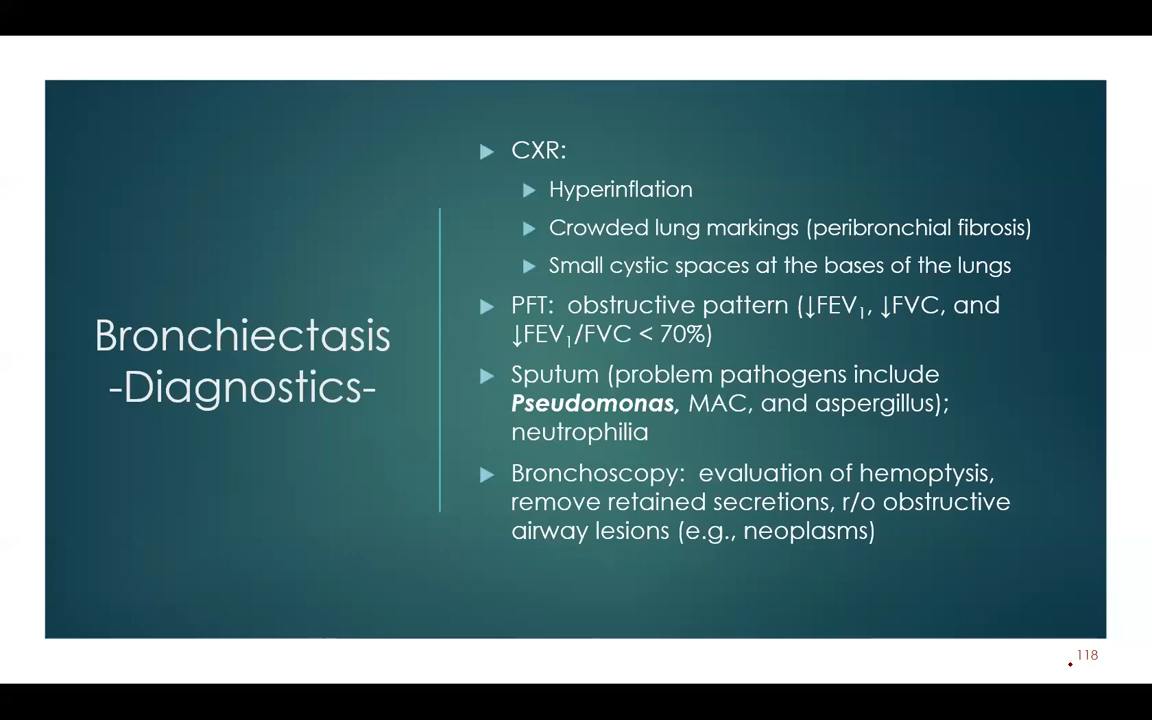 Bronchiectasis
-Diagnostics-
CXR:
Hyperinflation
Crowded lung markings (peribronchial fibrosis)
Small cystic spaces at the bases of the lungs
PFT:  obstructive pattern (↓FEV₁, ↓FVC, and
↓FEV₁/FVC < 70%)
Sputum (problem pathogens include
Pseudomonas, MAC, and aspergillus);
neutrophilia
Bronchoscopy:  evaluation of hemoptysis,
remove retained secretions, r/o obstructive
airway lesions (e.g., neoplasms)
118